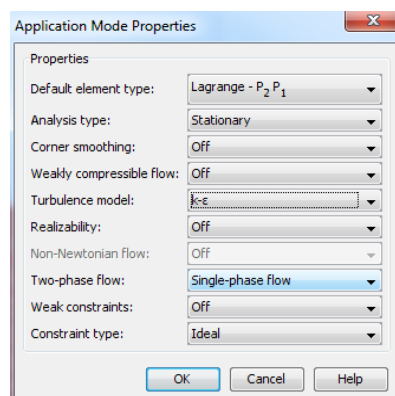 Application Mode Properties
Properties
Default element type: Lagrange - P₂ P₁
Analysis type: Stationary
Corner smoothing: Off
Weakly compressible flow: Off
Turbulence model: k-ε
Realizability: Off
Non-Newtonian flow: Off
Two-phase flow: Single-phase flow
Weak constraints: Off
Constraint type: Ideal
OK Cancel Help